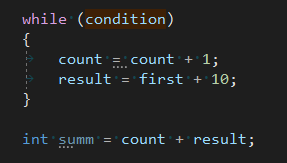 while (condition)
{
    count = count + 1;
    result = first + 10;
}

int summ = count + result;